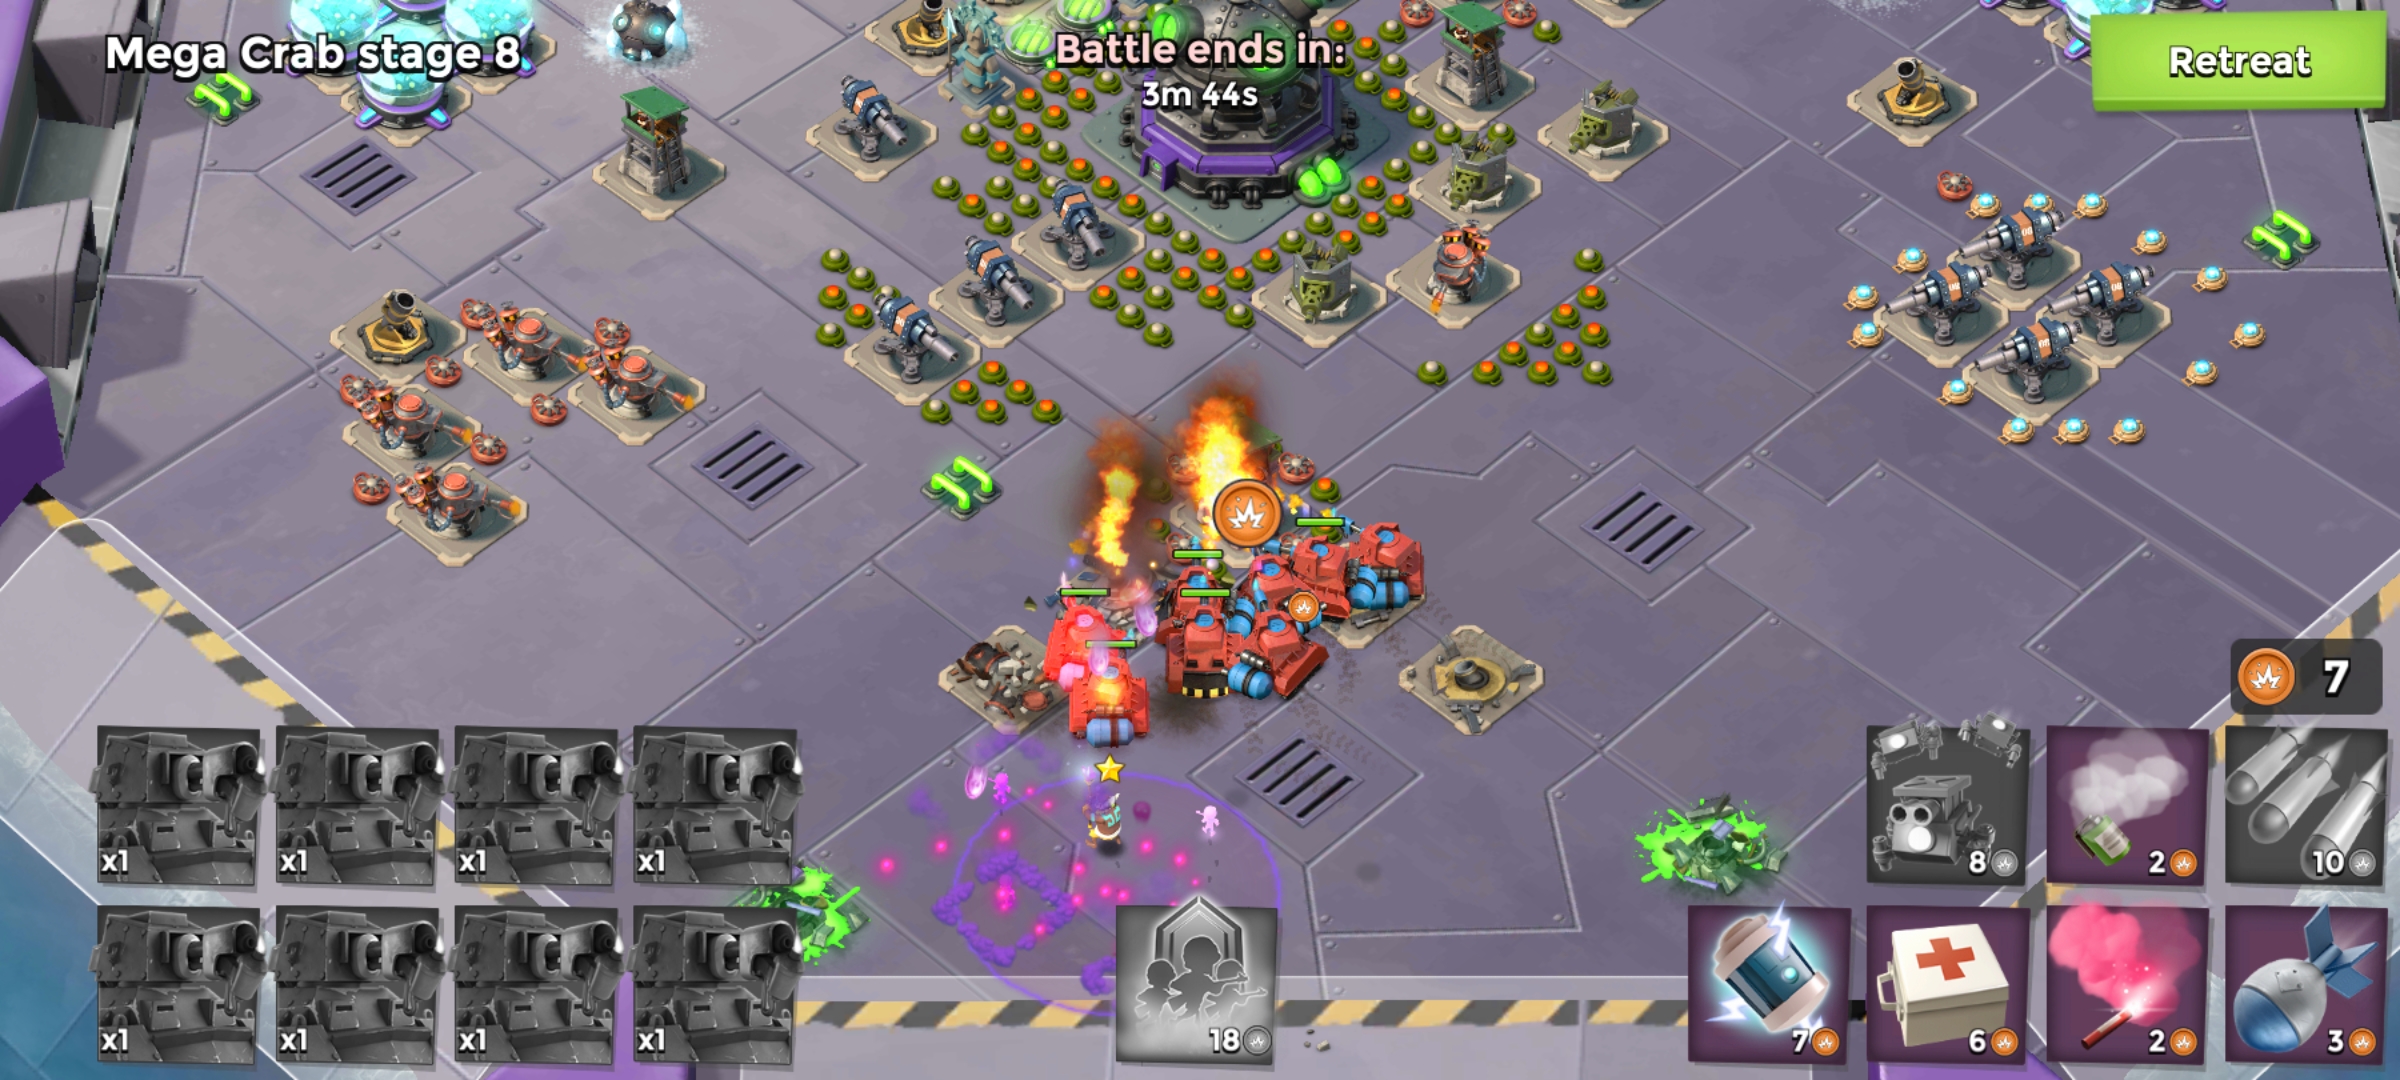 Mega Crab stage 8
Battle ends in:
3m 44s
Retreat
7
8
2
10
x1
x1
x1
x1
x1
x1
x1
x1
18
7
6
2
3